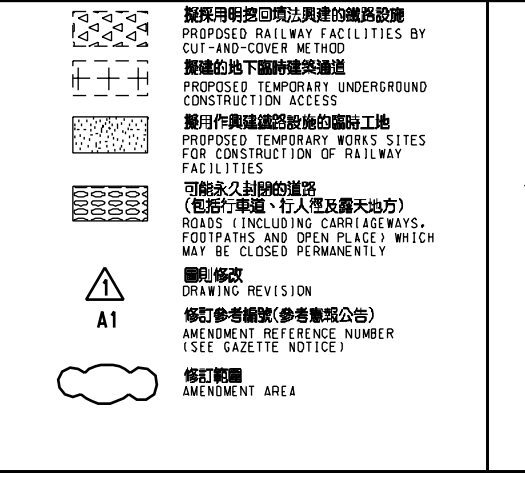 擬採用明挖回填法興建的鐵路設施
PROPOSED RAILWAY FACILITIES BY
CUT-AND-COVER METHOD
擬建的地下臨時建築通道
PROPOSED TEMPORARY UNDERGROUND
CONSTRUCTION ACCESS
擬用作興建鐵路設施的臨時工地
PROPOSED TEMPORARY WORKS SITES
FOR CONSTRUCTION OF RAILWAY
FACILITIES
可能永久封閉的道路
(包括行車道、行人徑及露天地方)
ROADS (INCLUDING CARRIAGEWAYS,
FOOTPATHS AND OPEN PLACE) WHICH
MAY BE CLOSED PERMANENTLY
1
圖則修改
DRAWING REVISION
A1
修訂參考編號(參考憲報公告)
AMENDMENT REFERENCE NUMBER
(SEE GAZETTE NOTICE)
修訂範圍
AMENDMENT AREA